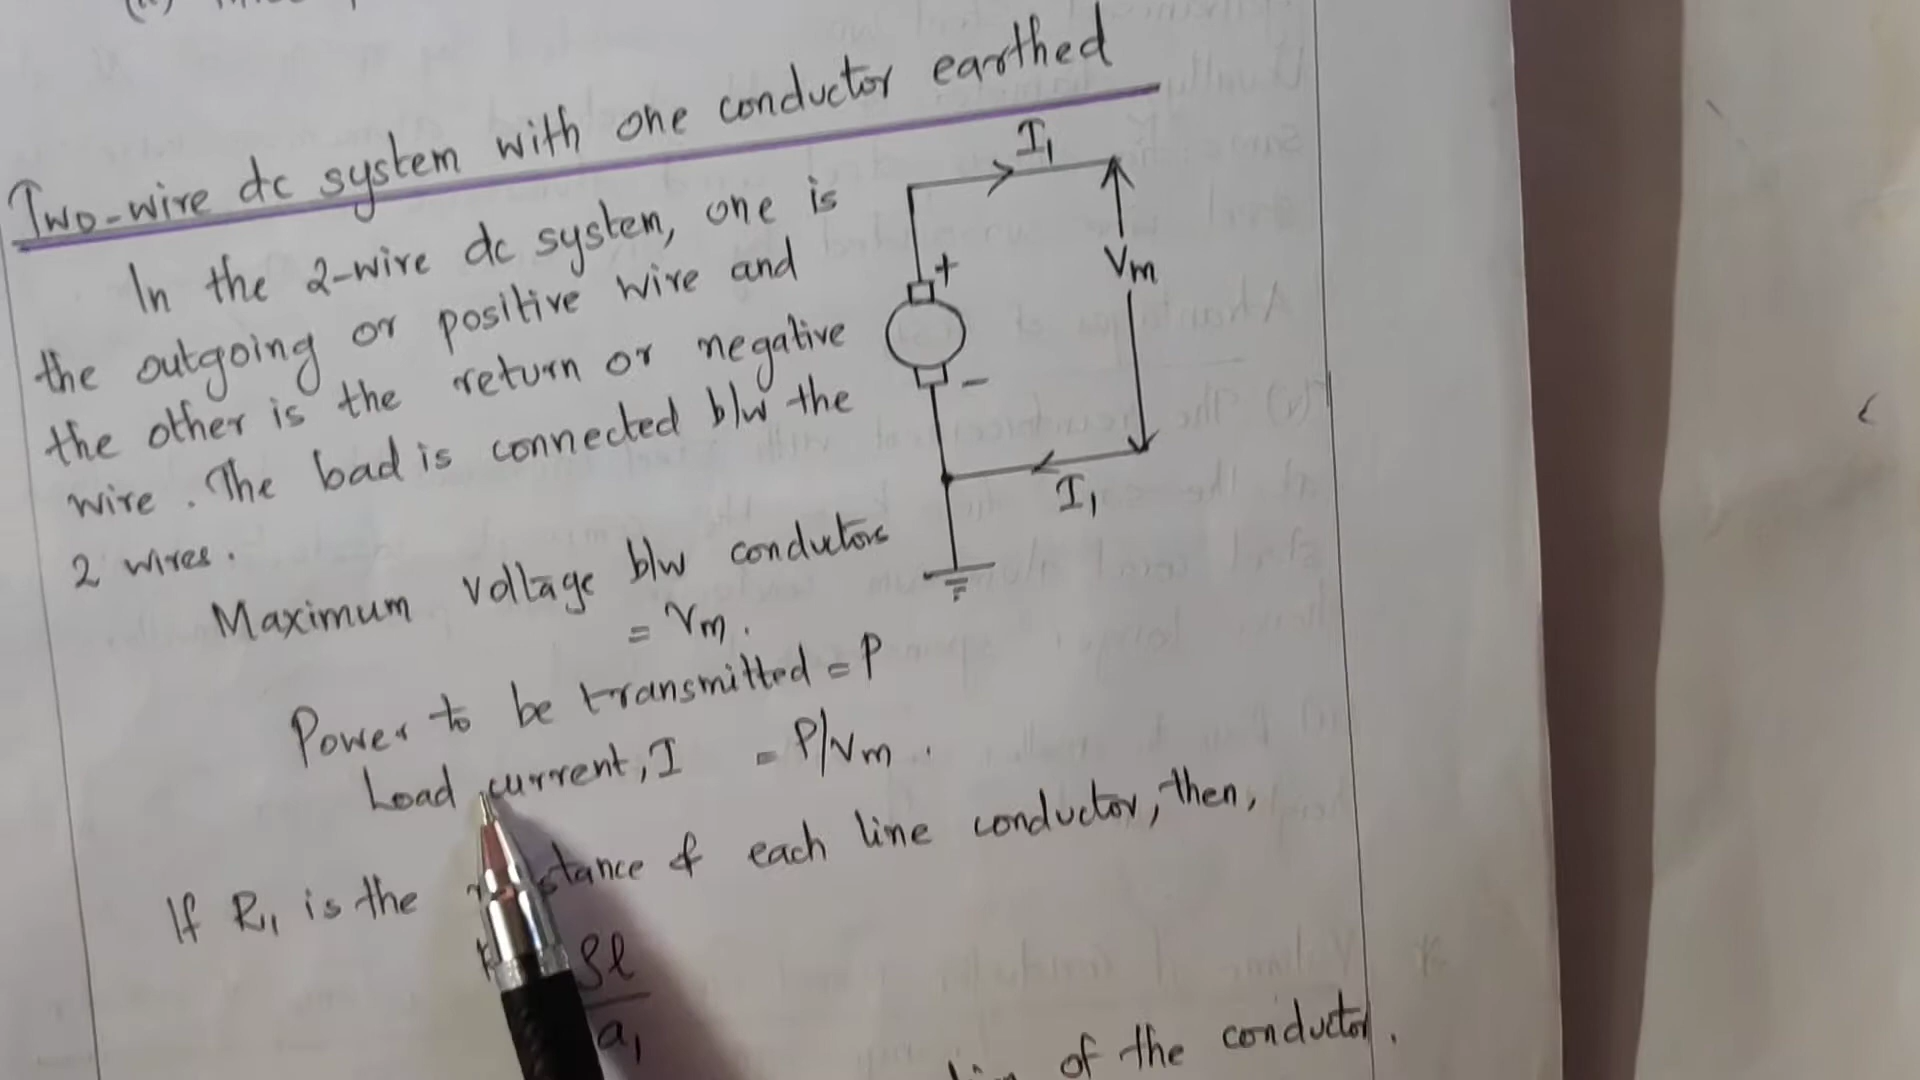 Two-wire dc system with one conductor earthed
In the 2-wire dc system, one is
the outgoing or positive wire and
the other is the return or negative
wire. The load is connected b/w the
2 wires.
I1
+
Vm
-
I1
Maximum voltage b/w conductors
= Vm.
Power to be transmitted = P
Load current, I = P/Vm.
If R1 is the of each line conductor, then,
ρl
a1
of the conductor.